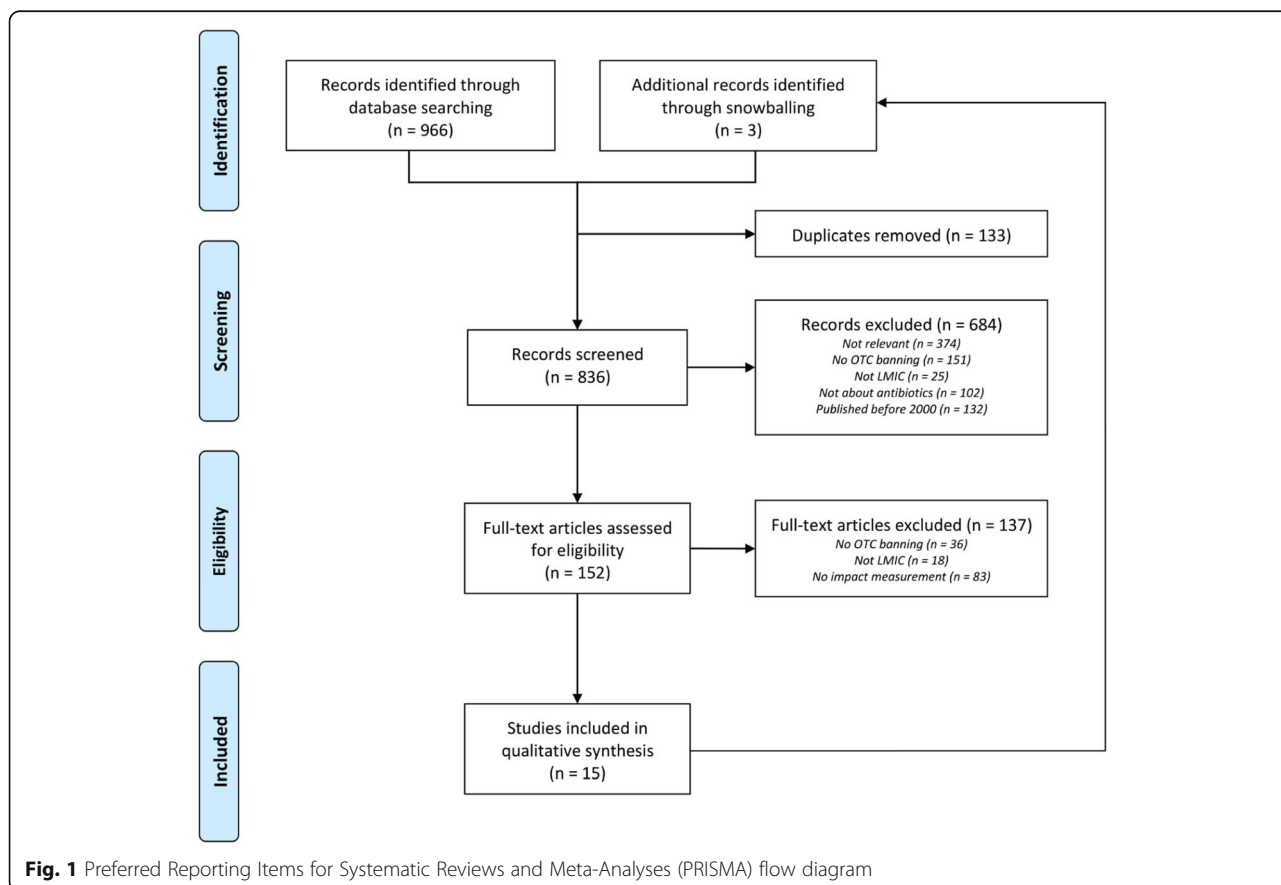 Identification
Records identified through
database searching
(n = 966)
Additional records identified
through snowballing
(n = 3)
Duplicates removed (n = 133)
Screening
Records screened
(n = 836)
Records excluded (n = 684)
Not relevant (n = 374)
No OTC banning (n = 151)
Not LMIC (n = 25)
Not about antibiotics (n = 102)
Published before 2000 (n = 132)
Eligibility
Full-text articles assessed
for eligibility
(n = 152)
Full-text articles excluded (n = 137)
No OTC banning (n = 36)
Not LMIC (n = 18)
No impact measurement (n = 83)
Included
Studies included in
qualitative synthesis
(n = 15)
Fig. 1 Preferred Reporting Items for Systematic Reviews and Meta-Analyses (PRISMA) flow diagram